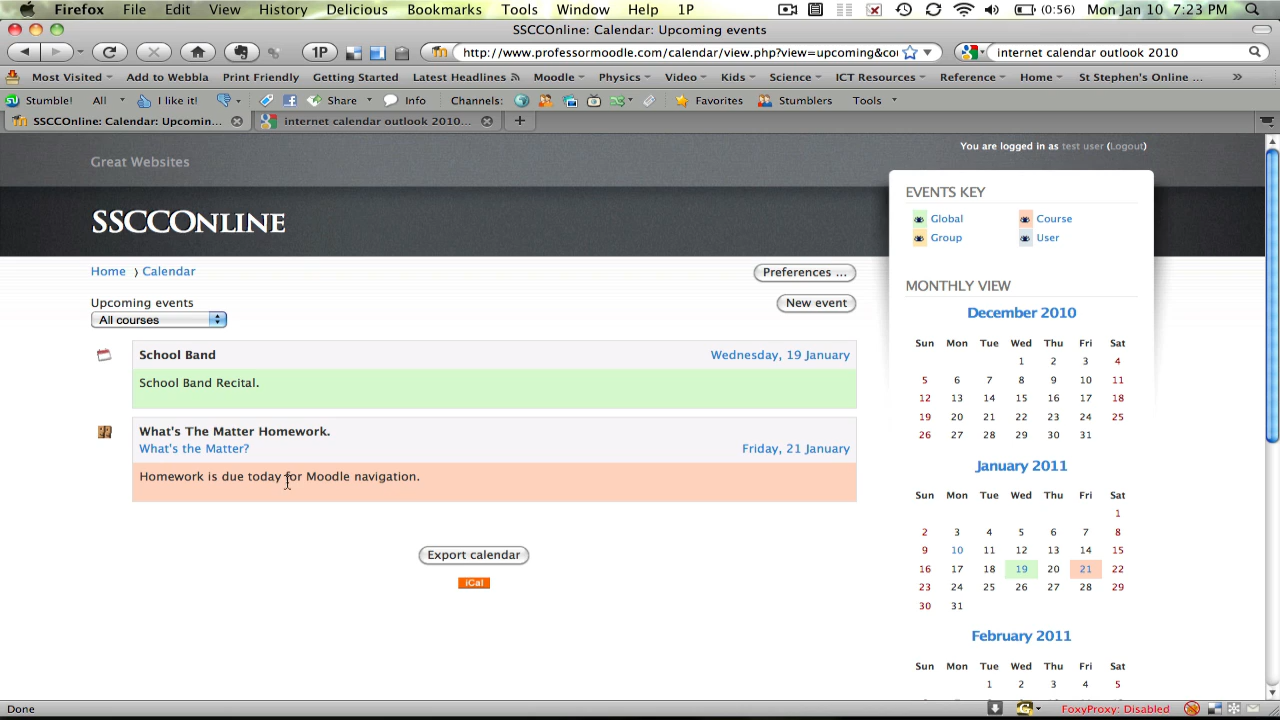 Firefox File Edit View History Delicious Bookmarks Tools Window Help 1P (0:56) Mon Jan 10 7:23 PM
SSCCOnline: Calendar: Upcoming events
1P http://www.professormoodle.com/calendar/view.php?view=upcoming&co internet calendar outlook 2010
Most Visited Add to Webbla Print Friendly Getting Started Latest Headlines Moodle Physics Video Kids Science ICT Resources Reference Home St Stephen's Online ... »
Stumble! All I like it! Share Info Channels: Favorites Stumblers Tools
SSCCOnline: Calendar: Upcomin... internet calendar outlook 2010...
You are logged in as test user (Logout)
Great Websites
SSCCOnline
EVENTS KEY
Global Course
Group User
Home Calendar
Preferences ...
Upcoming events
New event
All courses
School Band Wednesday, 19 January
School Band Recital.
What's The Matter Homework.
What's the Matter? Friday, 21 January
Homework is due today for Moodle navigation.
Export calendar
iCal
MONTHLY VIEW
December 2010
Sun Mon Tue Wed Thu Fri Sat
1 2 3 4
5 6 7 8 9 10 11
12 13 14 15 16 17 18
19 20 21 22 23 24 25
26 27 28 29 30 31
January 2011
Sun Mon Tue Wed Thu Fri Sat
1
2 3 4 5 6 7 8
9 10 11 12 13 14 15
16 17 18 19 20 21 22
23 24 25 26 27 28 29
30 31
February 2011
Sun Mon Tue Wed Thu Fri Sat
1 2 3 4 5
Done FoxyProxy: Disabled